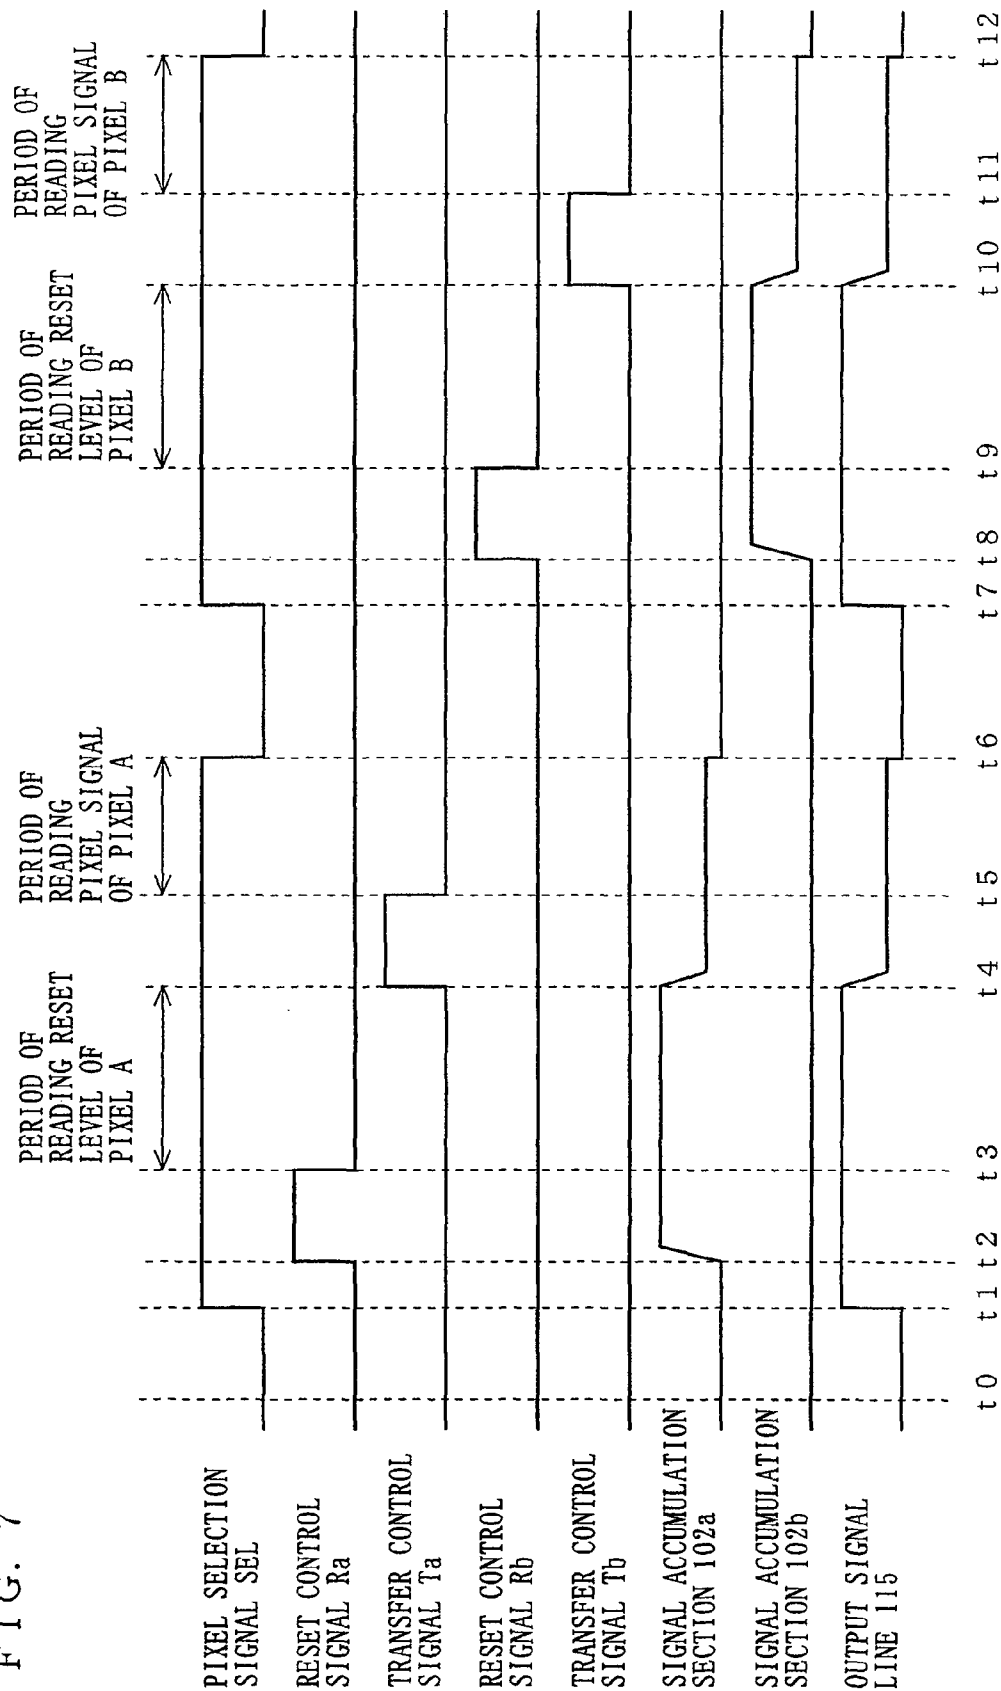 FIG. 7
PERIOD OF
READING RESET
LEVEL OF
PIXEL A
PERIOD OF
READING
PIXEL SIGNAL
OF PIXEL A
PERIOD OF
READING RESET
LEVEL OF
PIXEL B
PERIOD OF
READING
PIXEL SIGNAL
OF PIXEL B
PIXEL SELECTION
SIGNAL SEL
RESET CONTROL
SIGNAL Ra
TRANSFER CONTROL
SIGNAL Ta
RESET CONTROL
SIGNAL Rb
TRANSFER CONTROL
SIGNAL Tb
SIGNAL ACCUMULATION
SECTION 102a
SIGNAL ACCUMULATION
SECTION 102b
OUTPUT SIGNAL
LINE 115
t0 t1 t2 t3 t4 t5 t6 t7 t8 t9 t10 t11 t12